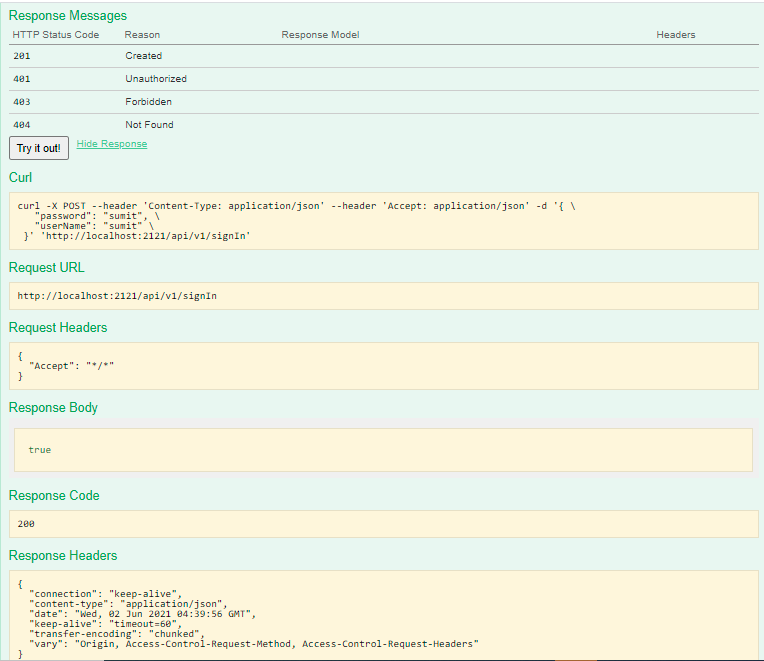 Response Messages
HTTP Status Code Reason Response Model Headers
201 Created
401 Unauthorized
403 Forbidden
404 Not Found
Try it out! Hide Response
Curl
curl -X POST --header 'Content-Type: application/json' --header 'Accept: application/json' -d '{ \
"password": "sumit", \
"userName": "sumit" \
}' 'http://localhost:2121/api/v1/signIn'
Request URL
http://localhost:2121/api/v1/signIn
Request Headers
{
"Accept": "*/*"
}
Response Body
true
Response Code
200
Response Headers
{
"connection": "keep-alive",
"content-type": "application/json",
"date": "Wed, 02 Jun 2021 04:39:56 GMT",
"keep-alive": "timeout=60",
"transfer-encoding": "chunked",
"vary": "Origin, Access-Control-Request-Method, Access-Control-Request-Headers"
}